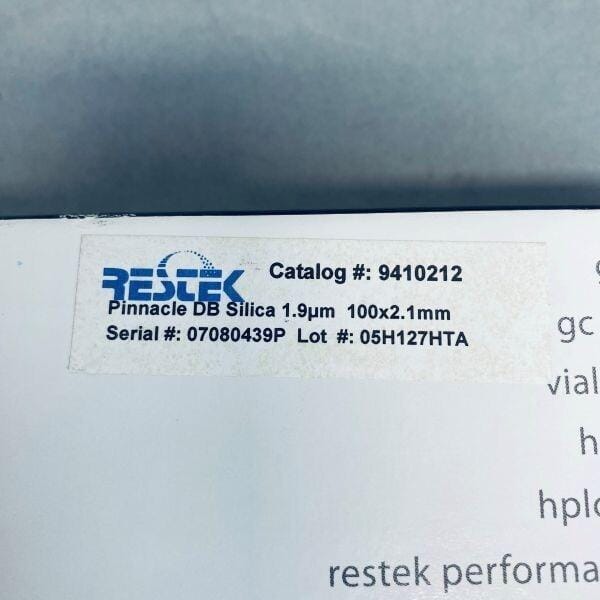 RESTEK
Catalog #: 9410212
Pinnacle DB Silica 1.9µm 100x2.1mm
Serial #: 07080439P Lot #: 05H127HTA
gc
vial
h
hplc
restek performa